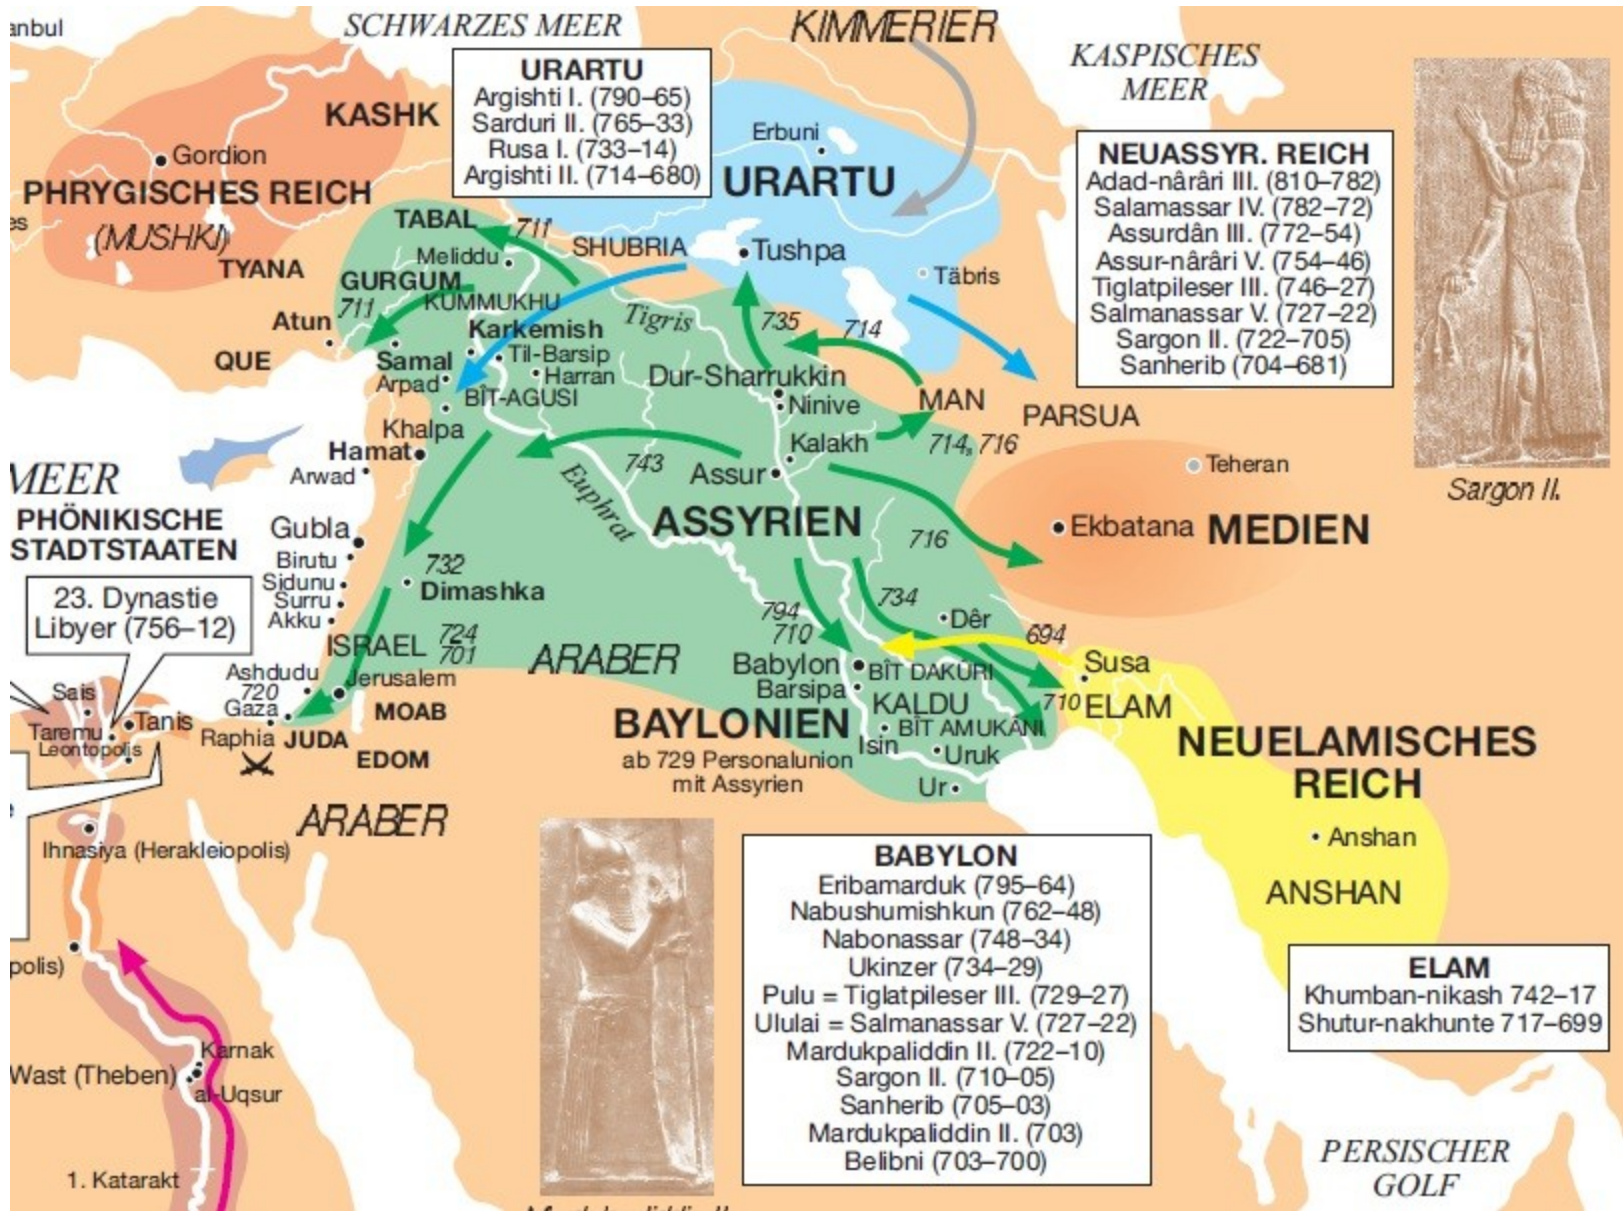 anbul
SCHWARZES MEER
KIMMERIER
KASPISCHES
MEER
URARTU
Argishti I. (790–65)
Sarduri II. (765–33)
Rusa I. (733–14)
Argishti II. (714–680)
KASHK
Gordion
PHRYGISCHES REICH
(MUSHKI)
es
TYANA
Erbuni
URARTU
NEUASSYR. REICH
Adad-nârâri III. (810–782)
Salamassar IV. (782–72)
Assurdân III. (772–54)
Assur-nârâri V. (754–46)
Tiglatpileser III. (746–27)
Salmanassar V. (727–22)
Sargon II. (722–705)
Sanherib (704–681)
Sargon II.
TABAL
711
Meliddu
SHUBRIA
Tushpa
Täbris
GURGUM
711
KUMMUKHU
Tigris
735
714
Atun
QUE
Karkemish
Samal
Til-Barsip
Arpad
Harran
BÎT-AGUSI
Dur-Sharrukkin
Ninive
MAN
PARSUA
Khalpa
Hamat
Arwad
Kalakh
714, 716
743
Assur
Euphrat
Teheran
MEER
PHÖNIKISCHE
STADTSTAATEN
Gubla
Birutu
Sidunu
Surru
Akku
ASSYRIEN
716
Ekbatana
MEDIEN
732
Dimashka
23. Dynastie
Libyer (756–12)
794
710
734
Dêr
694
ISRAEL
724
701
ARABER
Babylon
BÎT DAKÛRI
Susa
Barsipa
KALDU
710
ELAM
Ashdudu
720
Gaza
Jerusalem
MOAB
Sais
Taremu
Tanis
Leontopolis
Raphia
JUDA
EDOM
BAYLONIEN
ab 729 Personalunion
mit Assyrien
BÎT AMUKÂNI
Isin
Uruk
Ur
NEUELAMISCHES
REICH
Anshan
ANSHAN
ARABER
Ihnasiya (Herakleiopolis)
BABYLON
Eribamarduk (795–64)
Nabushumishkun (762–48)
Nabonassar (748–34)
Ukinzer (734–29)
Pulu = Tiglatpileser III. (729–27)
Ululai = Salmanassar V. (727–22)
Mardukpaliddin II. (722–10)
Sargon II. (710–05)
Sanherib (705–03)
Mardukpaliddin II. (703)
Belibni (703–700)
ELAM
Khumban-nikash 742–17
Shutur-nakhunte 717–699
polis)
Karnak
Wast (Theben)
al-Uqsur
1. Katarakt
PERSISCHER
GOLF